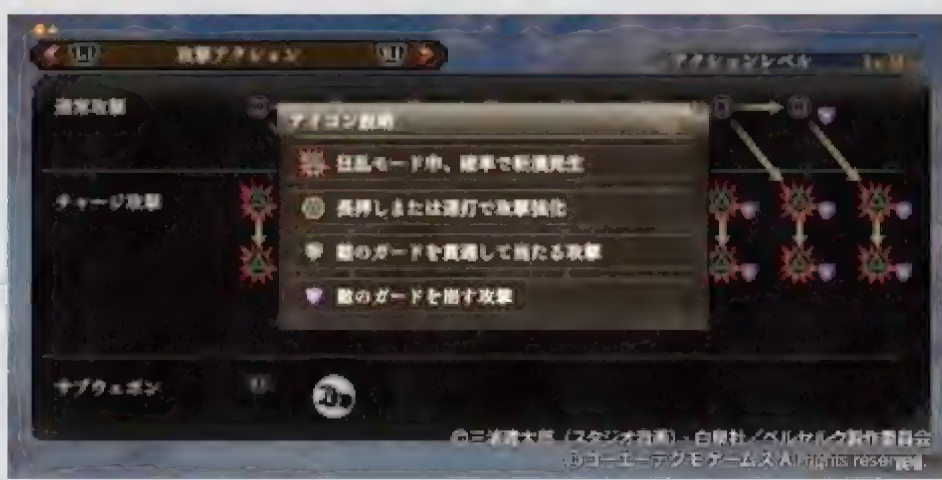 L1 攻撃アクション R1
アクションレベル
通常攻撃
アイコン説明
狂乱モード中、確率で斬撃発生
長押しまたは連打で攻撃強化
チャージ攻撃
敵のガードを貫通して当たる攻撃
敵のガードを崩す攻撃
サブウェポン
©三浦建太郎（スタジオ我画）・白泉社／ベルセルク製作委員会
©コーエーテクモゲームス All rights reserved.